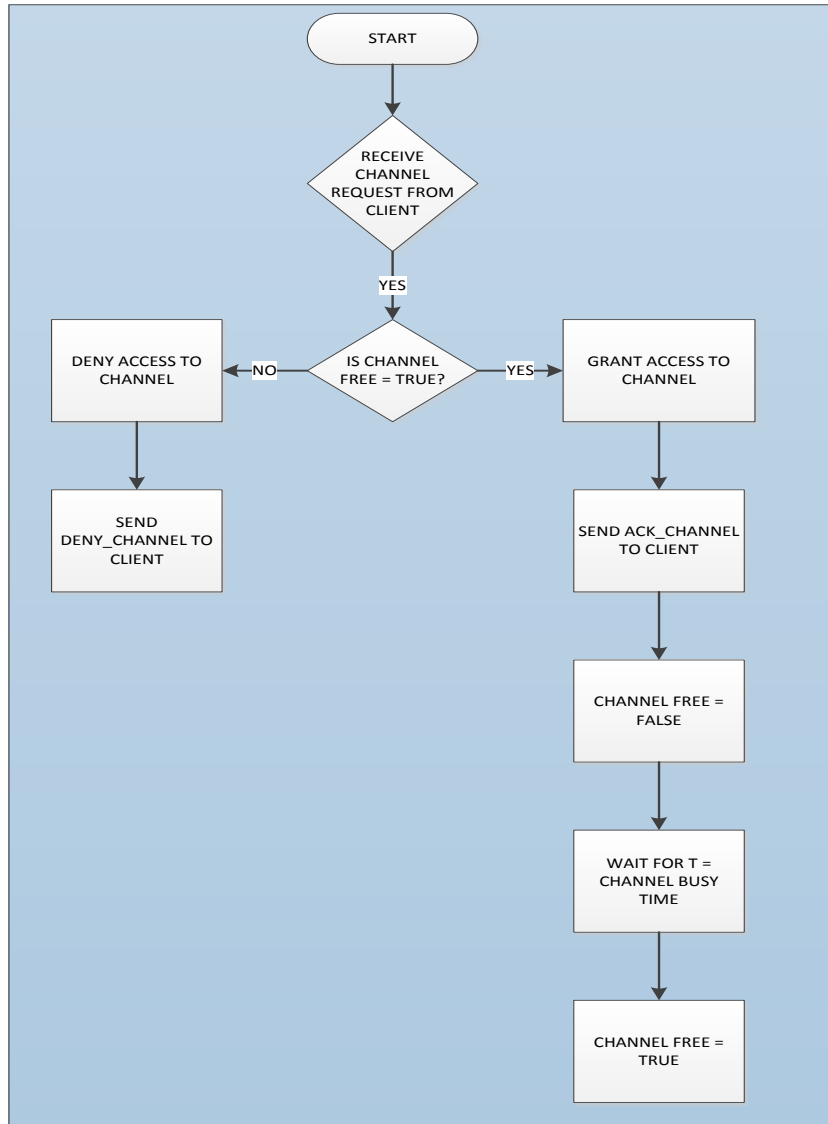 START
RECEIVE
CHANNEL
REQUEST FROM
CLIENT
YES
DENY ACCESS TO
CHANNEL
NO
IS CHANNEL
FREE = TRUE?
YES
GRANT ACCESS TO
CHANNEL
SEND
DENY_CHANNEL TO
CLIENT
SEND ACK_CHANNEL
TO CLIENT
CHANNEL FREE =
FALSE
WAIT FOR T =
CHANNEL BUSY
TIME
CHANNEL FREE =
TRUE